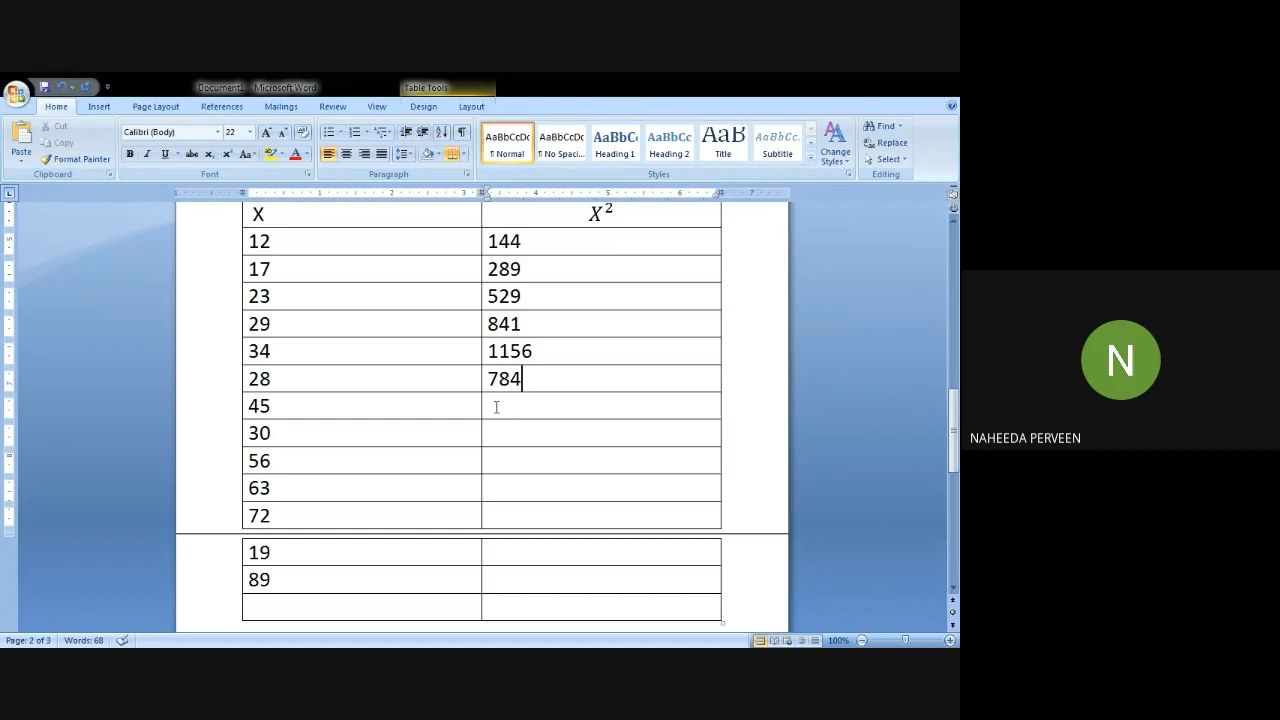 Document1 - Microsoft Word
Table Tools
Home Insert Page Layout References Mailings Review View Design Layout
Paste
Cut
Copy
Format Painter
Clipboard
Calibri (Body) 22
Font
Paragraph
AaBbCcDc AaBbCcDc AaBbC AaBbCc AaB AaBbCc.
¶ Normal ¶ No Spaci... Heading 1 Heading 2 Title Subtitle
Styles
Change
Styles
Find
Replace
Select
Editing
X X²
12 144
17 289
23 529
29 841
34 1156
28 784
45
30
56
63
72
19
89
Page: 2 of 3 Words: 68
100%
N
NAHEEDA PERVEEN